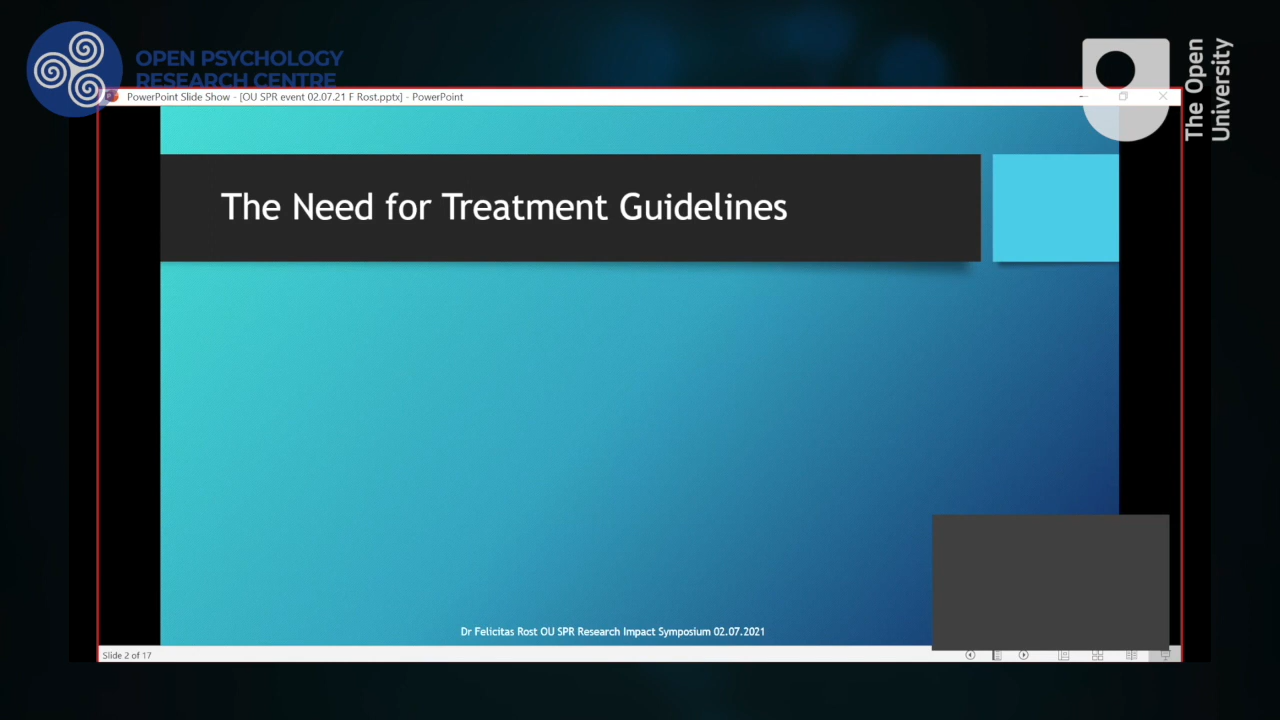 OPEN PSYCHOLOGY
RESEARCH CENTRE
The Open
University
PowerPoint Slide Show - [OU SPR event 02.07.21 F Rost.pptx] - PowerPoint
The Need for Treatment Guidelines
Dr Felicitas Rost OU SPR Research Impact Symposium 02.07.2021
Slide 2 of 17